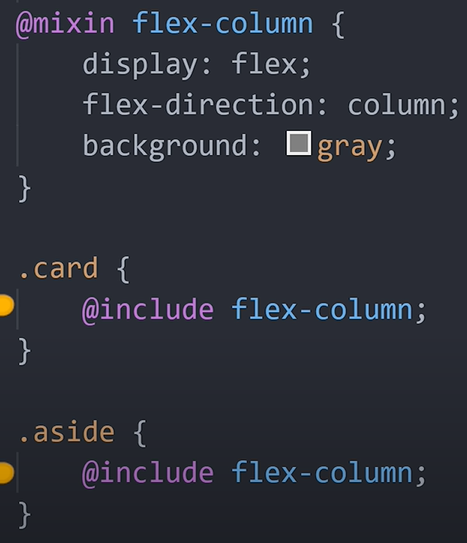 @mixin flex-column {
    display: flex;
    flex-direction: column;
    background: gray;
}

.card {
    @include flex-column;
}

.aside {
    @include flex-column;
}